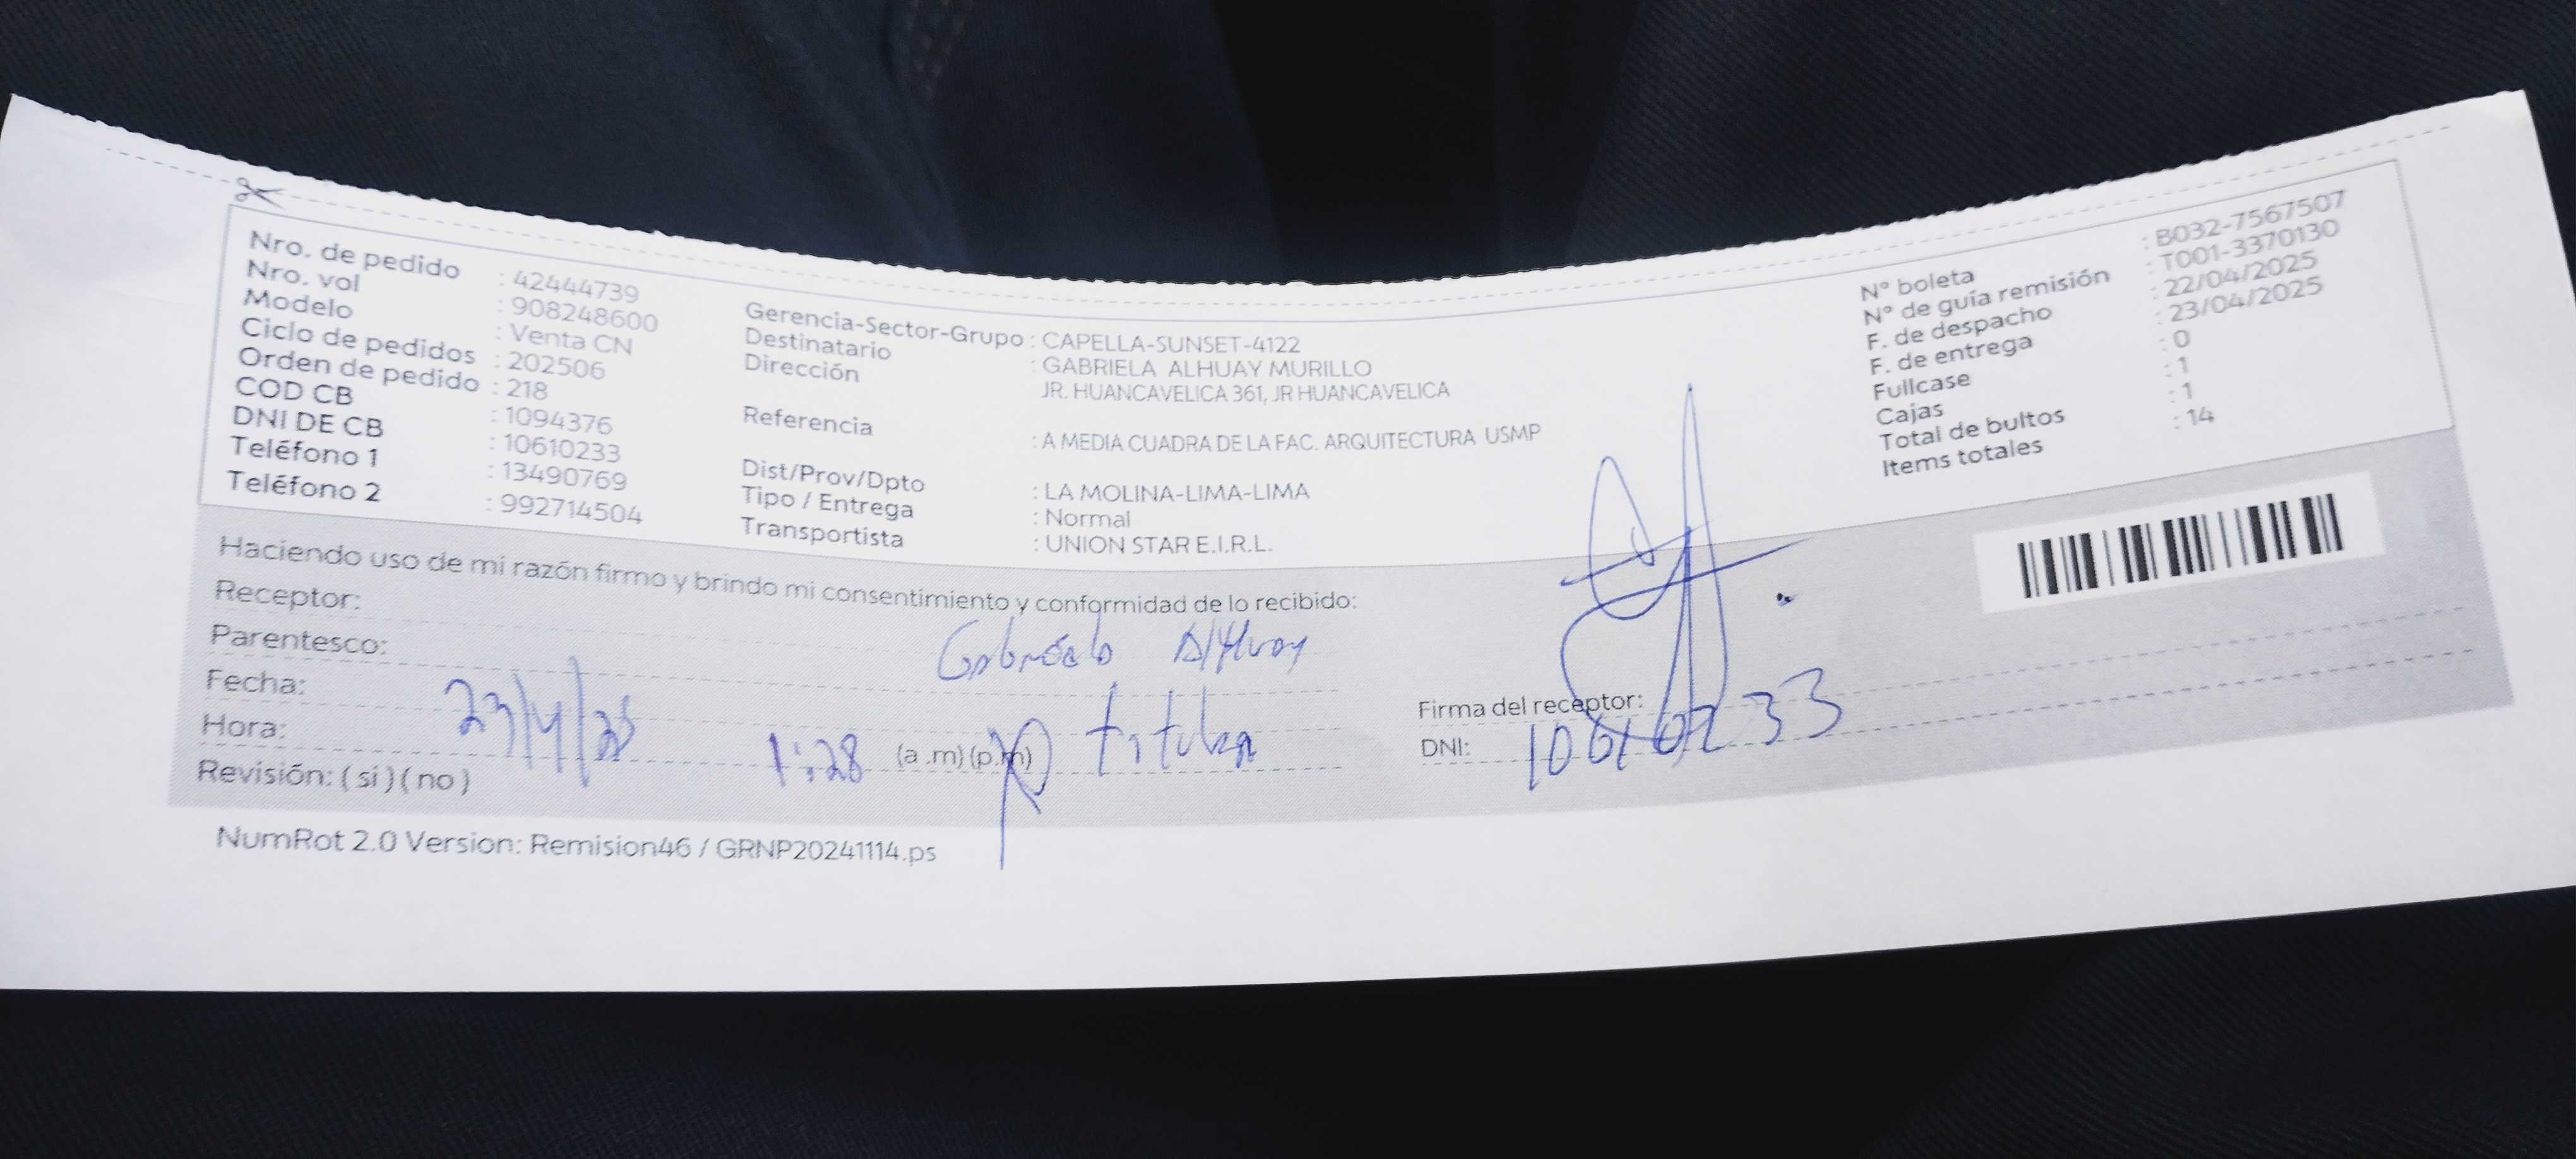 Nro. de pedido : 42444739
Nro. vol : 908248600
Modelo : Venta CN
Ciclo de pedidos : 202506
Orden de pedido : 218
COD CB : 1094376
DNI DE CB : 10610233
Teléfono 1 : 13490769
Teléfono 2 : 992714504
Gerencia-Sector-Grupo : CAPELLA-SUNSET-4122
Destinatario : GABRIELA ALHUAY MURILLO
Dirección : JR. HUANCAVELICA 361, JR HUANCAVELICA
Referencia : A MEDIA CUADRA DE LA FAC. ARQUITECTURA USMP
Dist/Prov/Dpto : LA MOLINA-LIMA-LIMA
Tipo / Entrega : Normal
Transportista : UNION STAR E.I.R.L.
N° boleta : B032-7567507
N° de guía remisión : T001-3370130
F. de despacho : 22/04/2025
F. de entrega : 23/04/2025
Fullcase : 0
Cajas : 1
Total de bultos : 1
Items totales : 14
Haciendo uso de mi razón firmo y brindo mi consentimiento y conformidad de lo recibido:
Receptor: Gabriela Alhuay
Parentesco: titular
Fecha: 23/4/25
Hora: 1:28 (a .m) (p.m)
Revisión: ( si ) ( no )
Firma del receptor:
DNI: 10610233
NumRot 2.0 Version: Remision46 / GRNP20241114.ps